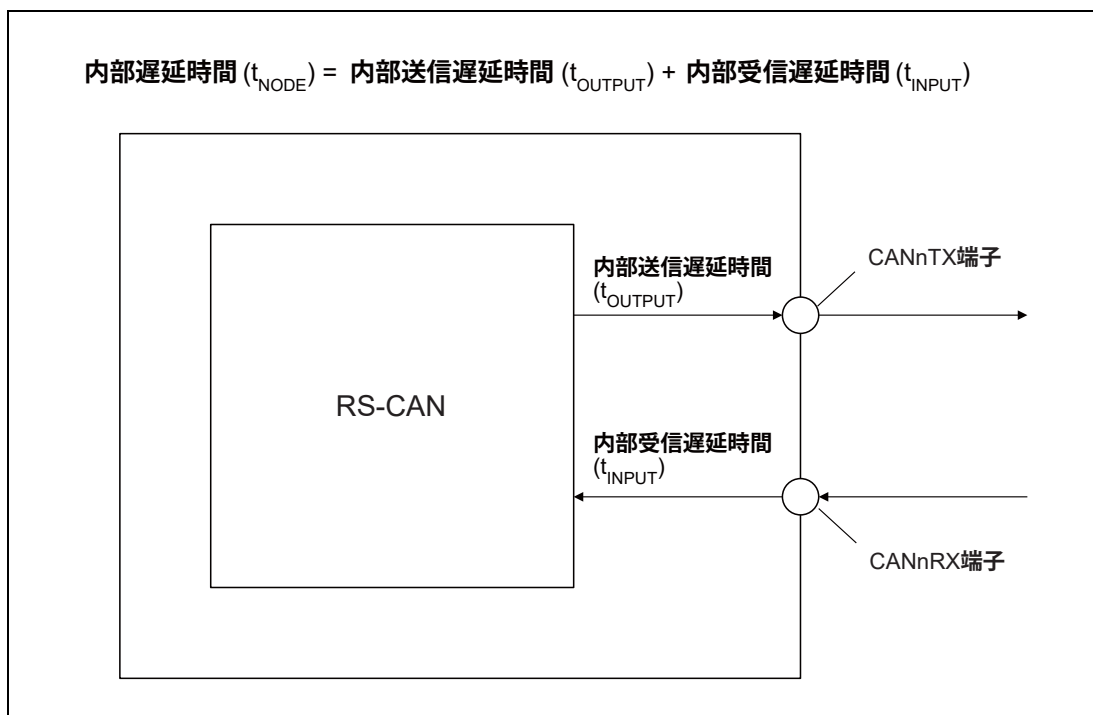 内部遅延時間 (tNODE) = 内部送信遅延時間 (tOUTPUT) + 内部受信遅延時間 (tINPUT)
内部送信遅延時間
(tOUTPUT)
CANnTX端子
RS-CAN
内部受信遅延時間
(tINPUT)
CANnRX端子